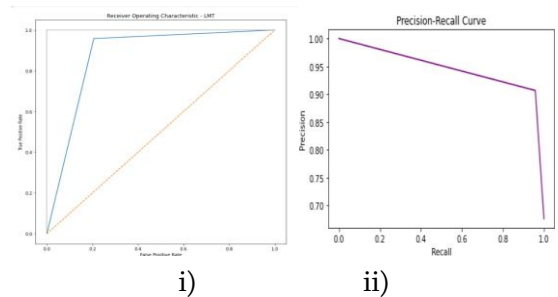 Receiver Operating Characteristic - LMT
True Positive Rate
1.0
0.8
0.6
0.4
0.2
0.0
0.0 0.2 0.4 0.6 0.8 1.0
False Positive Rate
i)
Precision-Recall Curve
Precision
1.00
0.95
0.90
0.85
0.80
0.75
0.70
0.0 0.2 0.4 0.6 0.8 1.0
Recall
ii)